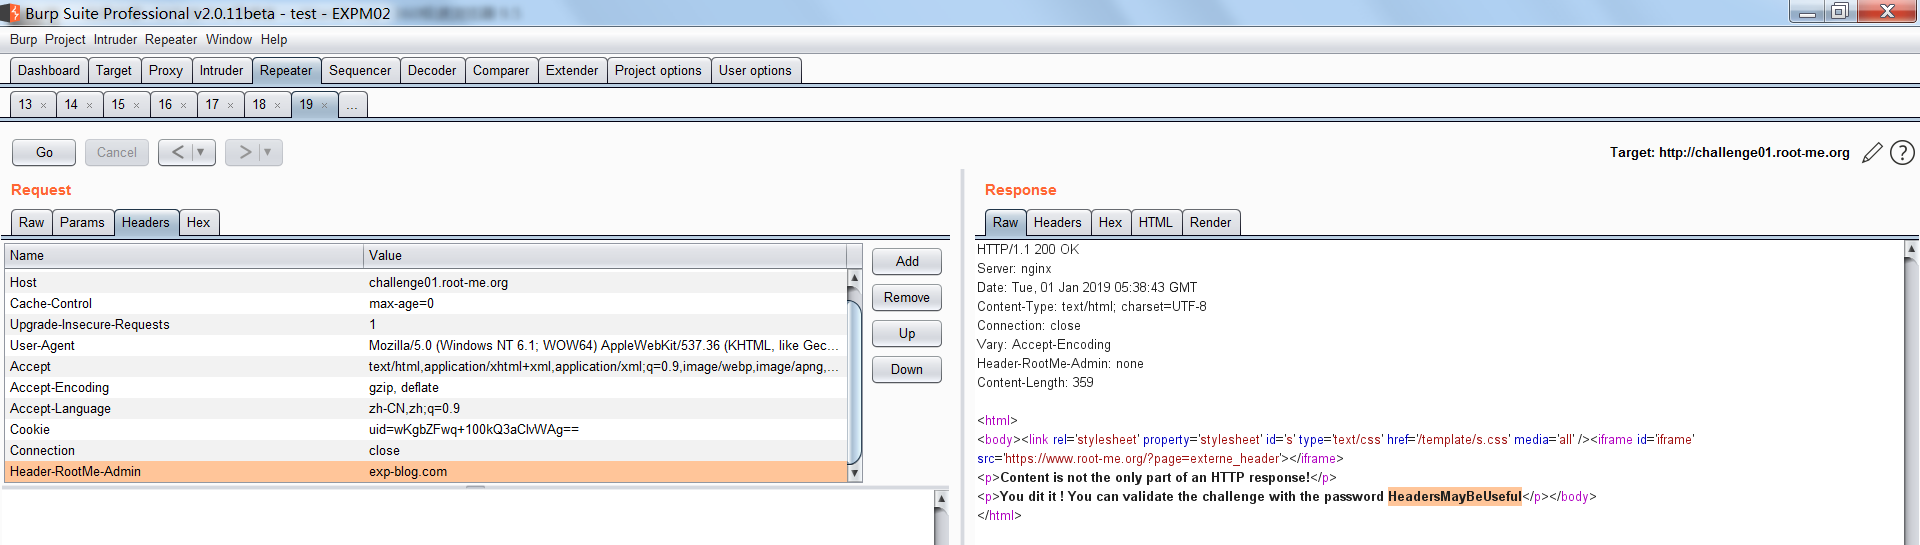 Burp Suite Professional v2.0.11beta - test - EXPM02
Burp Project Intruder Repeater Window Help
Dashboard Target Proxy Intruder Repeater Sequencer Decoder Comparer Extender Project options User options
13 × 14 × 15 × 16 × 17 × 18 × 19 × ...
Go Cancel < ▼ > ▼ Target: http://challenge01.root-me.org ?
Request
Raw Params Headers Hex
Name Value
Host challenge01.root-me.org
Cache-Control max-age=0
Upgrade-Insecure-Requests 1
User-Agent Mozilla/5.0 (Windows NT 6.1; WOW64) AppleWebKit/537.36 (KHTML, like Gec...
Accept text/html,application/xhtml+xml,application/xml;q=0.9,image/webp,image/apng,...
Accept-Encoding gzip, deflate
Accept-Language zh-CN,zh;q=0.9
Cookie uid=wKgbZFwq+100kQ3aClvWAg==
Connection close
Header-RootMe-Admin exp-blog.com
Add
Remove
Up
Down
Response
Raw Headers Hex HTML Render
HTTP/1.1 200 OK
Server: nginx
Date: Tue, 01 Jan 2019 05:38:43 GMT
Content-Type: text/html; charset=UTF-8
Connection: close
Vary: Accept-Encoding
Header-RootMe-Admin: none
Content-Length: 359
<html>
<body><link rel='stylesheet' property='stylesheet' id='s' type='text/css' href='/template/s.css' media='all' /><iframe id='iframe'
src='https://www.root-me.org/?page=externe_header'></iframe>
<p>Content is not the only part of an HTTP response!</p>
<p>You dit it ! You can validate the challenge with the password HeadersMayBeUseful</p></body>
</html>